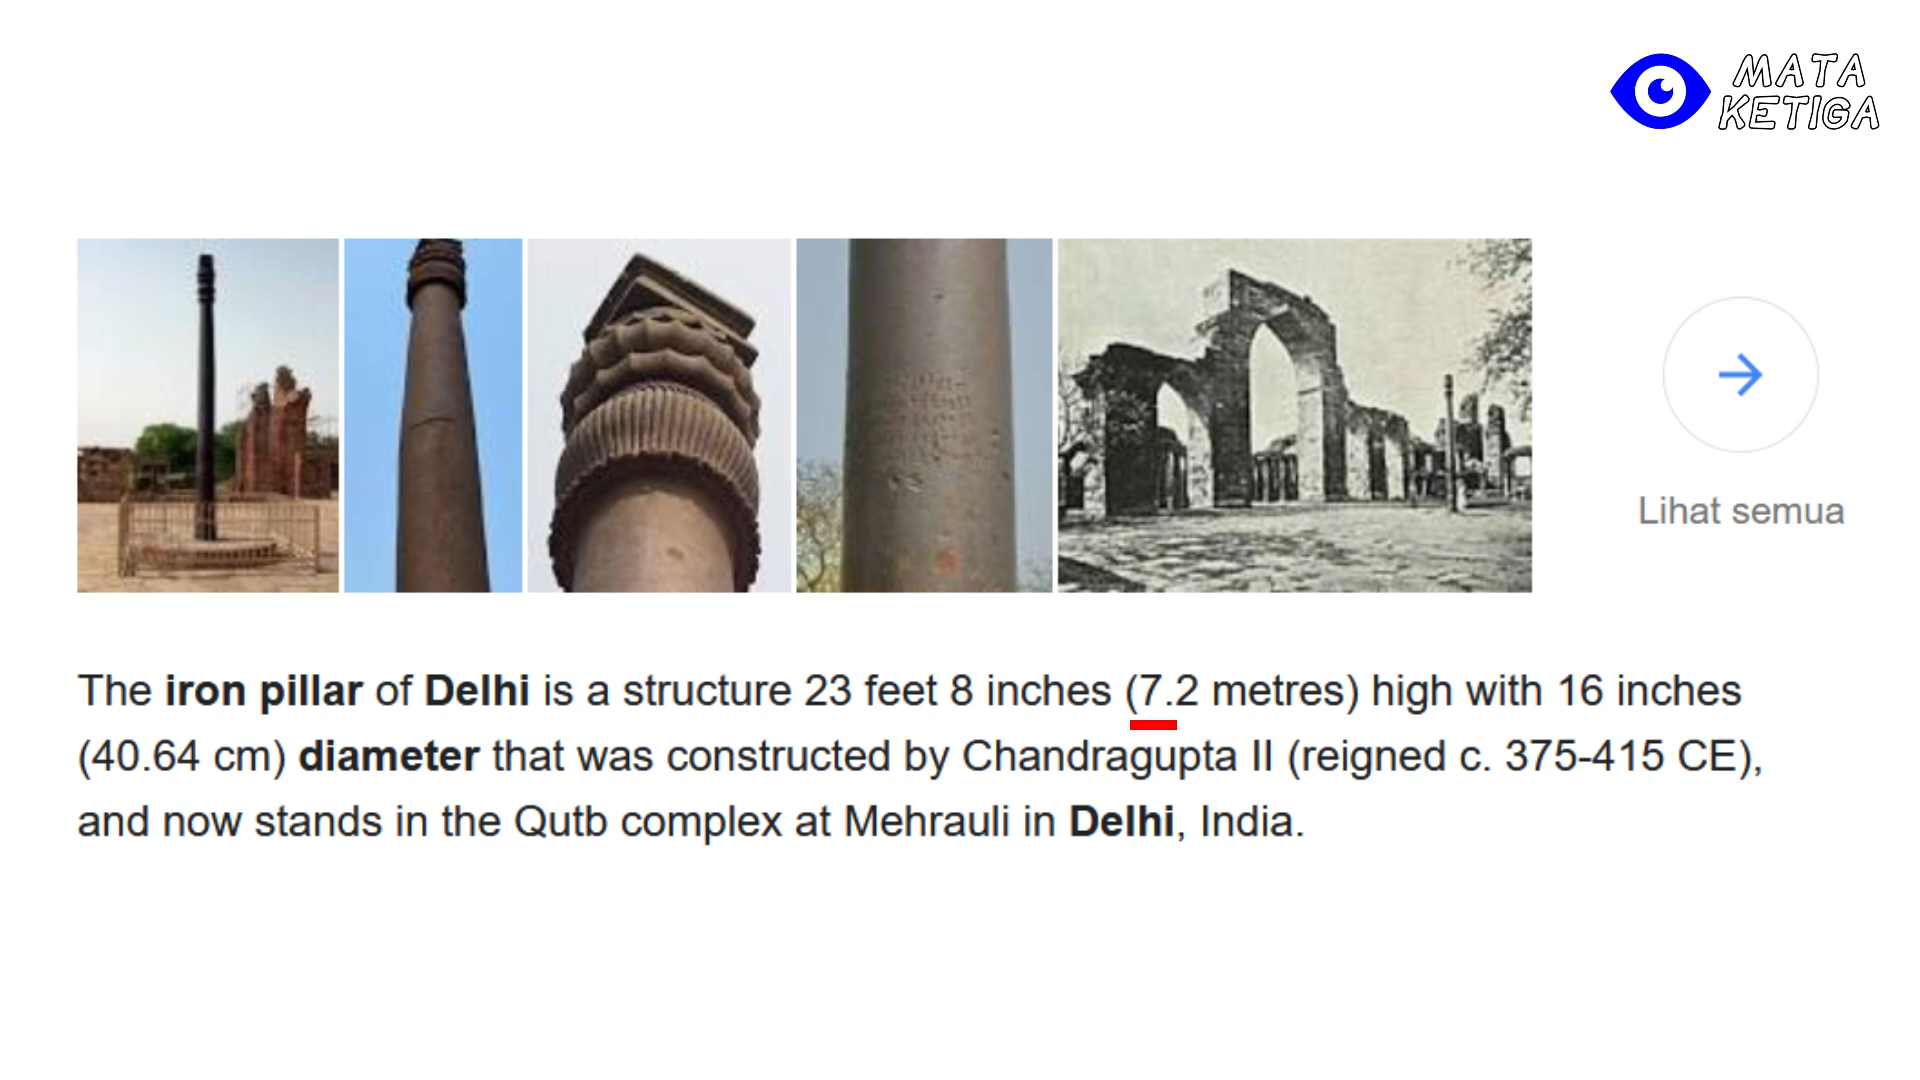 MATA
KETIGA
Lihat semua
The iron pillar of Delhi is a structure 23 feet 8 inches (7.2 metres) high with 16 inches
(40.64 cm) diameter that was constructed by Chandragupta II (reigned c. 375-415 CE),
and now stands in the Qutb complex at Mehrauli in Delhi, India.